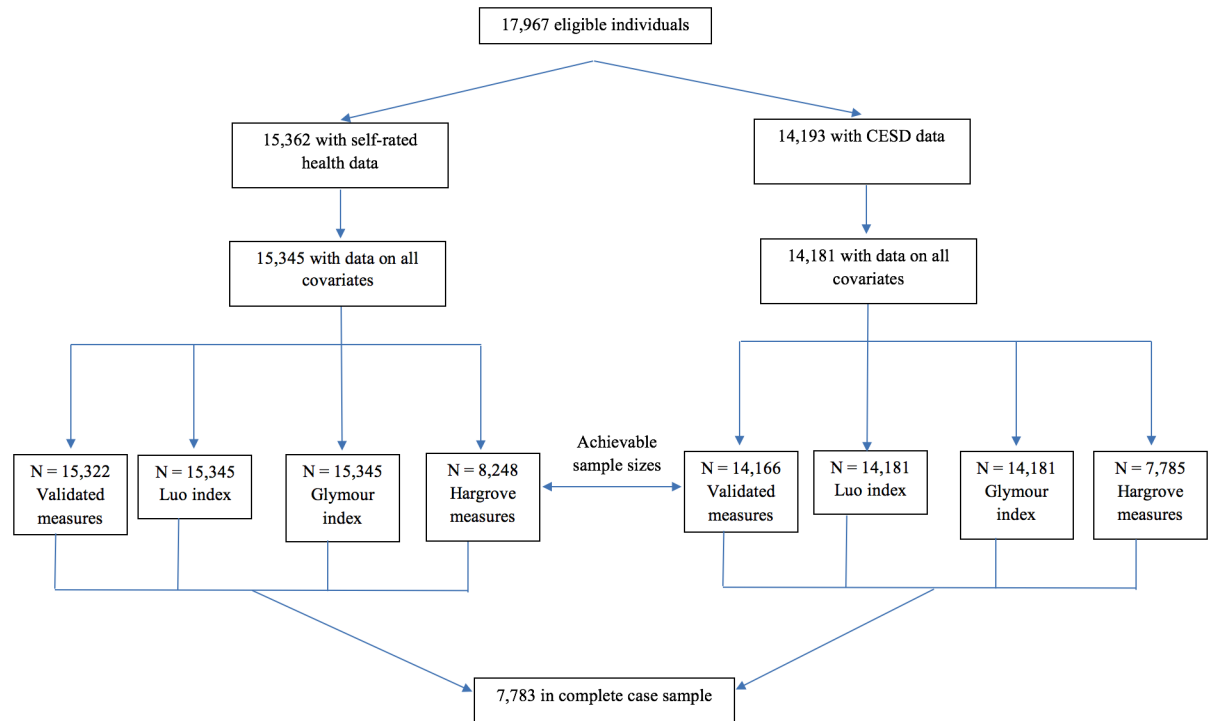 17,967 eligible individuals
15,362 with self-rated
health data
14,193 with CESD data
15,345 with data on all
covariates
14,181 with data on all
covariates
Achievable
sample sizes
N = 15,322
Validated
measures
N = 15,345
Luo index
N = 15,345
Glymour
index
N = 8,248
Hargrove
measures
N = 14,166
Validated
measures
N = 14,181
Luo index
N = 14,181
Glymour
index
N = 7,785
Hargrove
measures
7,783 in complete case sample